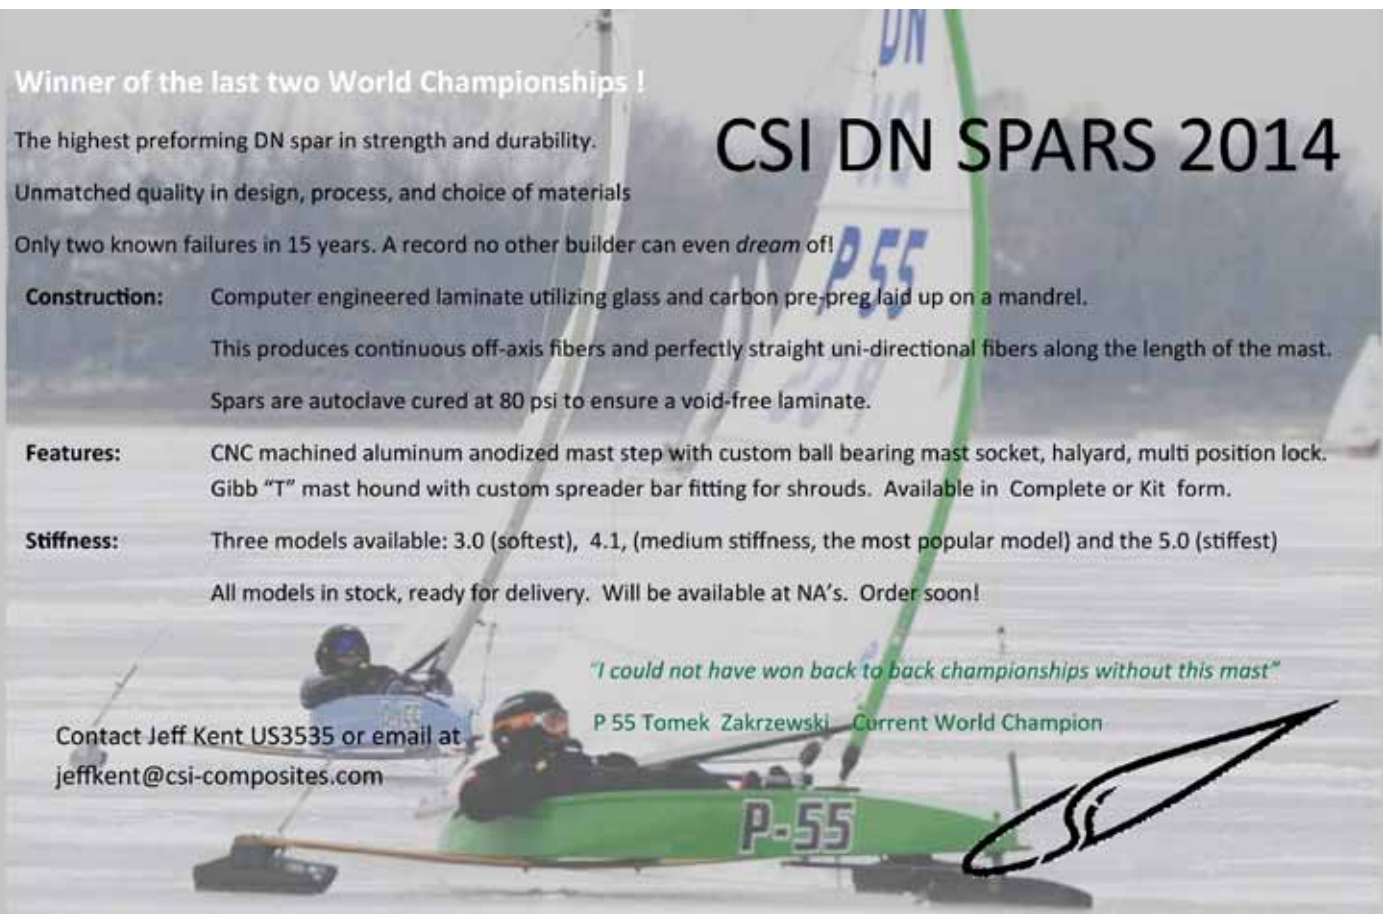 Winner of the last two World Championships !
CSI DN SPARS 2014
The highest preforming DN spar in strength and durability.
Unmatched quality in design, process, and choice of materials
Only two known failures in 15 years. A record no other builder can even dream of!
Construction: Computer engineered laminate utilizing glass and carbon pre-preg laid up on a mandrel.
This produces continuous off-axis fibers and perfectly straight uni-directional fibers along the length of the mast.
Spars are autoclave cured at 80 psi to ensure a void-free laminate.
Features: CNC machined aluminum anodized mast step with custom ball bearing mast socket, halyard, multi position lock.
Gibb “T” mast hound with custom spreader bar fitting for shrouds. Available in Complete or Kit form.
Stiffness: Three models available: 3.0 (softest), 4.1, (medium stiffness, the most popular model) and the 5.0 (stiffest)
All models in stock, ready for delivery. Will be available at NA’s. Order soon!
“I could not have won back to back championships without this mast”
P 55 Tomek Zakrzewski Current World Champion
Contact Jeff Kent US3535 or email at
jeffkent@csi-composites.com
DN
P 55
P-55